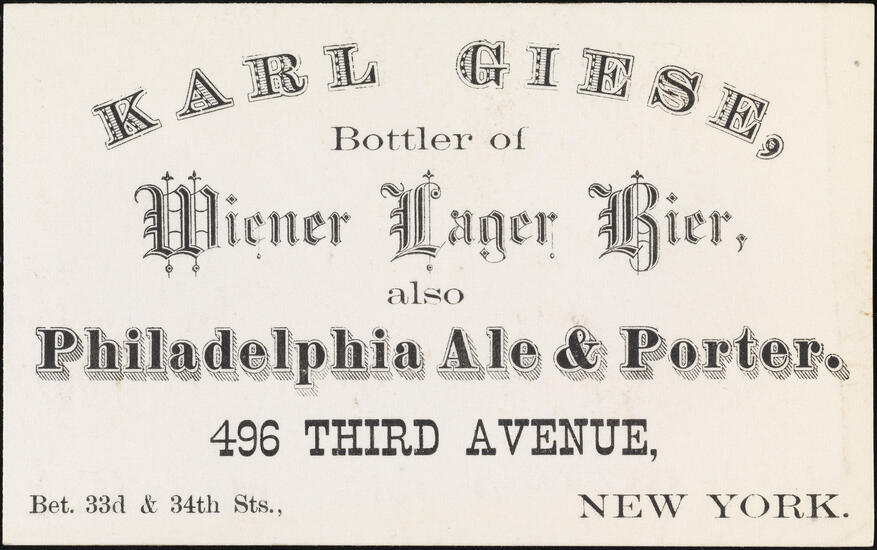 KARL GIESE,
Bottler of
Wiener Lager Bier,
also
Philadelphia Ale & Porter.
496 THIRD AVENUE,
Bet. 33d & 34th Sts., NEW YORK.